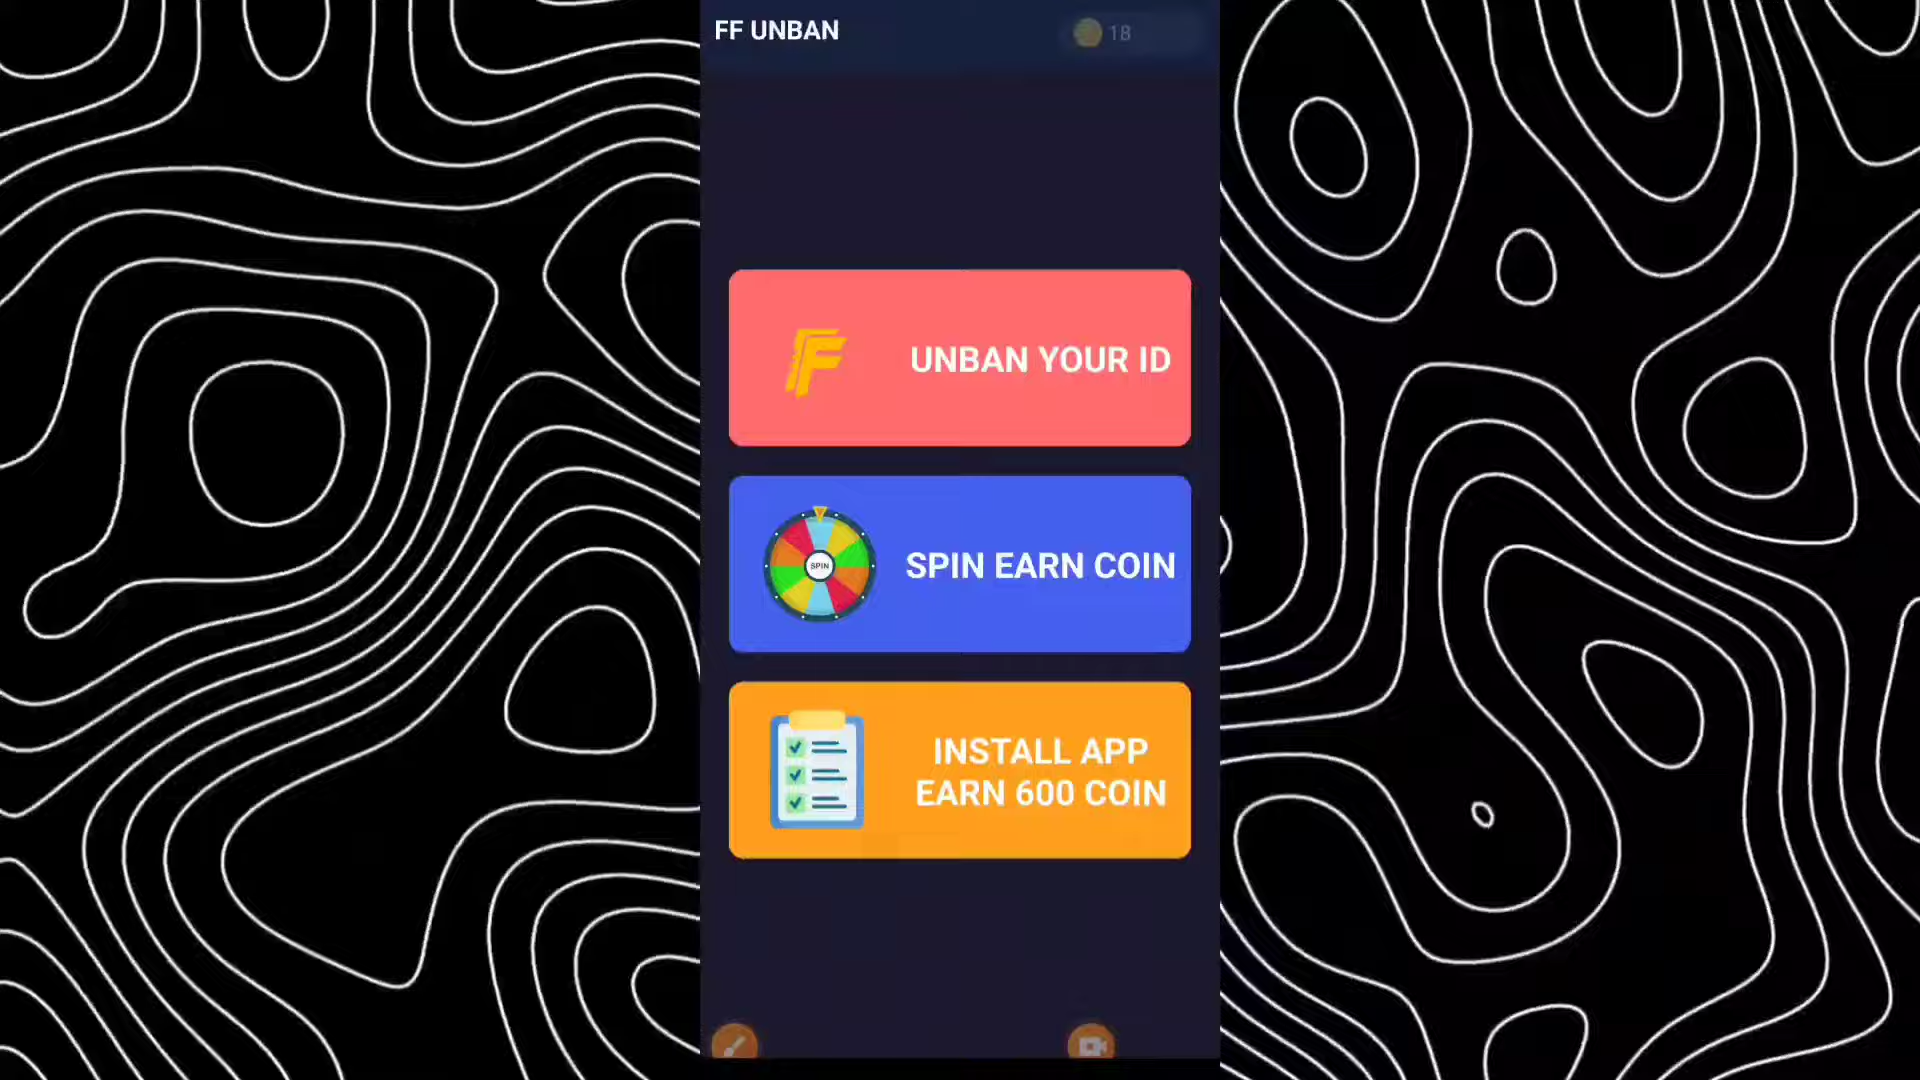 FF UNBAN
18
UNBAN YOUR ID
SPIN
SPIN EARN COIN
INSTALL APP
EARN 600 COIN